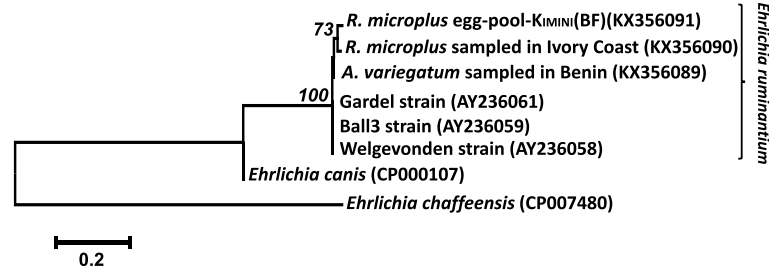 R. microplus egg-pool-KIMINI(BF)(KX356091)
73
R. microplus sampled in Ivory Coast (KX356090)
A. variegatum sampled in Benin (KX356089)
100
Gardel strain (AY236061)
Ball3 strain (AY236059)
Welgevonden strain (AY236058)
Ehrlichia ruminantium
Ehrlichia canis (CP000107)
Ehrlichia chaffeensis (CP007480)
0.2